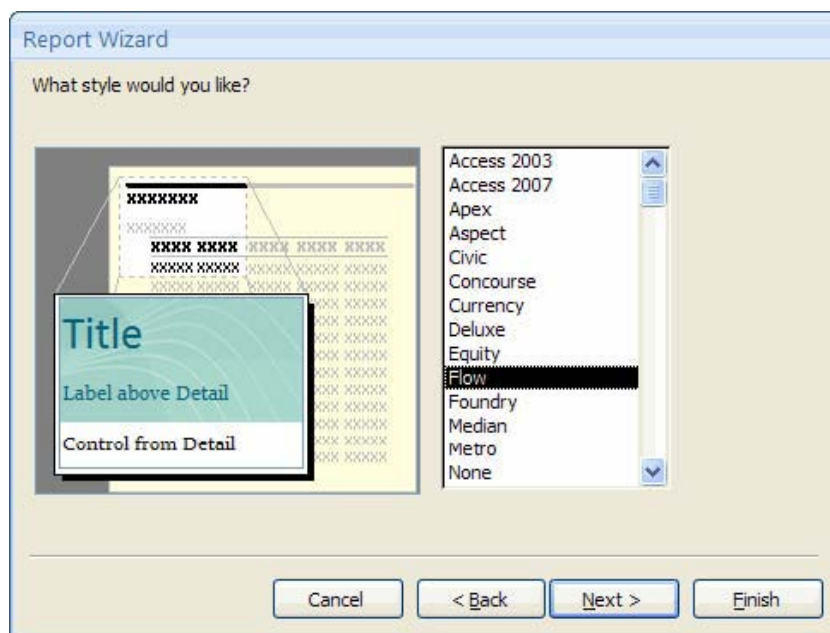 Report Wizard
What style would you like?
xxxxxxx
xxxxxxx
xxxx xxxx xxxx xxxx xxxx
xxxxx xxxxx xxxxx xxxxx xxxxx
Title
Label above Detail
Control from Detail
Access 2003
Access 2007
Apex
Aspect
Civic
Concourse
Currency
Deluxe
Equity
Flow
Foundry
Median
Metro
None
Cancel
< Back
Next >
Finish